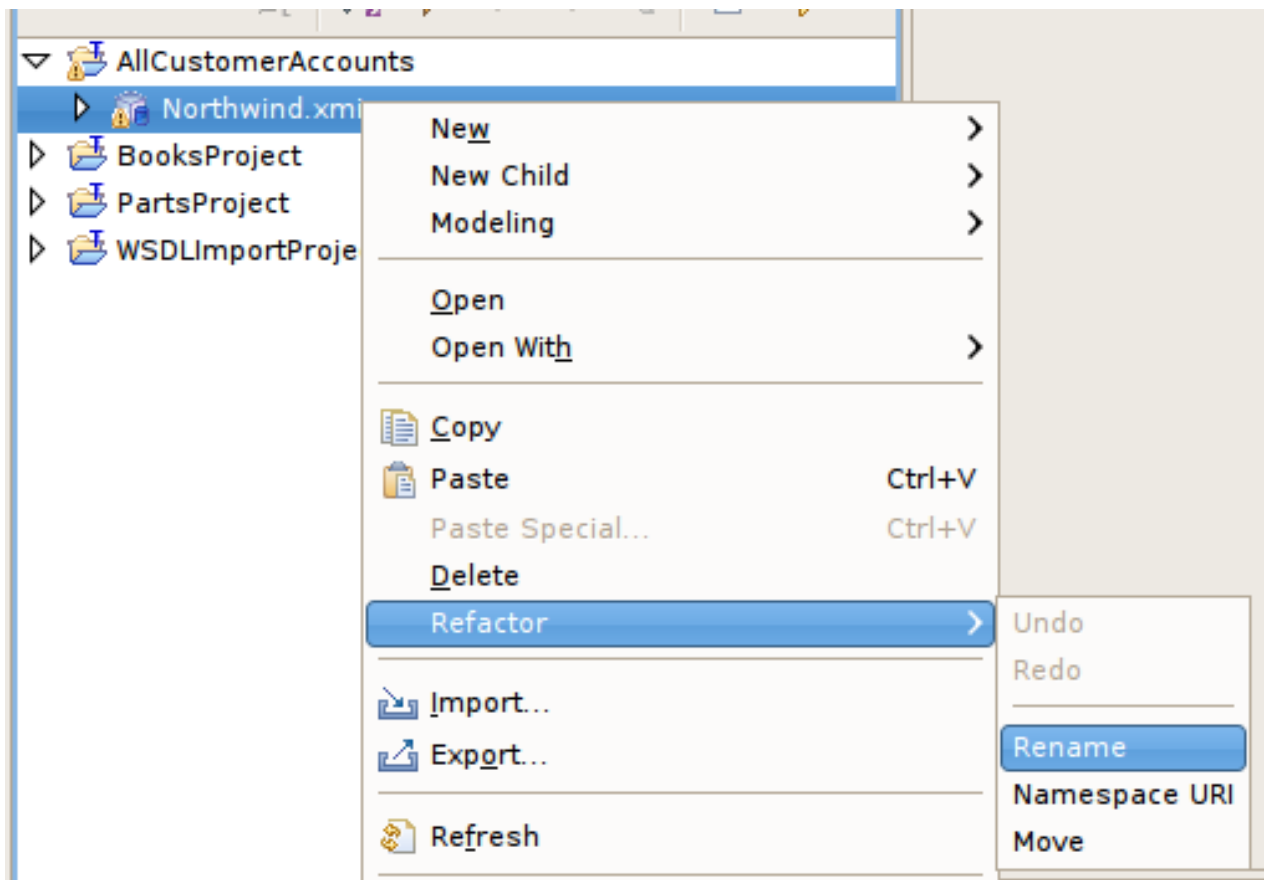 AllCustomerAccounts
Northwind.xmi
BooksProject
PartsProject
WSDLImportProje
New
New Child
Modeling
Open
Open With
Copy
Paste Ctrl+V
Paste Special... Ctrl+V
Delete
Refactor
Import...
Export...
Refresh
Undo
Redo
Rename
Namespace URI
Move